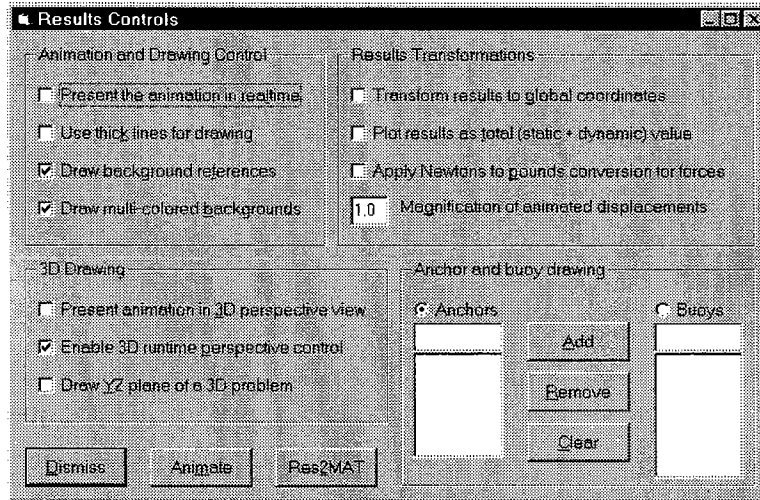 Results Controls
Animation and Drawing Control
Present the animation in realtime
Use thick lines for drawing
Draw background references
Draw multi-colored backgrounds
Results Transformations
Transform results to global coordinates
Plot results as total (static + dynamic) value
Apply Newtons to pounds conversion for forces
1.0 Magnification of animated displacements
3D Drawing
Present animation in 3D perspective view
Enable 3D runtime perspective control
Draw YZ plane of a 3D problem
Anchor and buoy drawing
Anchors
Buoys
Add
Remove
Clear
Dismiss
Animate
Res2MAT